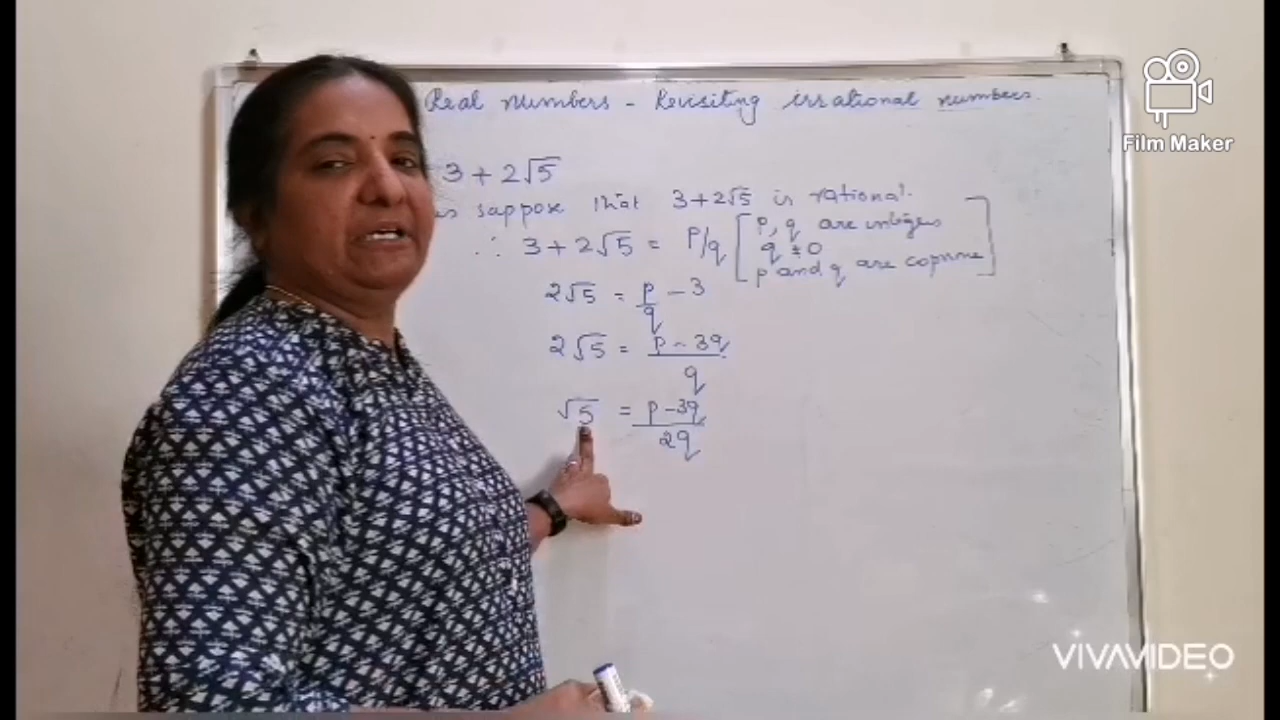 Real numbers - Revisiting irrational numbers.
3 + 2√5
us suppose that 3+2√5 is rational.
∴ 3 + 2√5 = P/q [p, q are integers
q ≠ 0
p and q are coprime]
2√5 = p/q - 3
2√5 = p - 3q / q
√5 = p - 3q / 2q
Film Maker
VIVAVIDEO